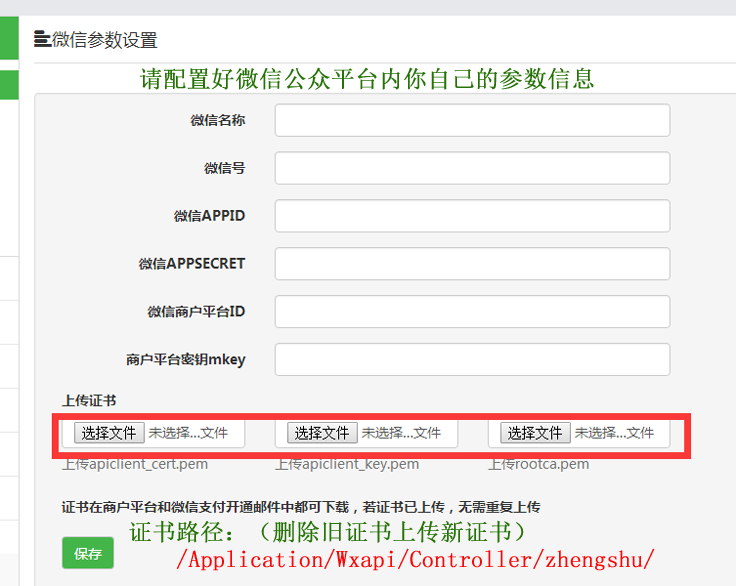 微信参数设置
请配置好微信公众平台内你自己的参数信息
微信名称
微信号
微信APPID
微信APPSECRET
微信商户平台ID
商户平台密钥mkey
上传证书
选择文件 未选择...文件 选择文件 未选择...文件 选择文件 未选择...文件
上传apiclient_cert.pem 上传apiclient_key.pem 上传rootca.pem
证书在商户平台和微信支付开通邮件中都可下载，若证书已上传，无需重复上传
证书路径：（删除旧证书上传新证书）
保存 /Application/Wxapi/Controller/zhengshu/